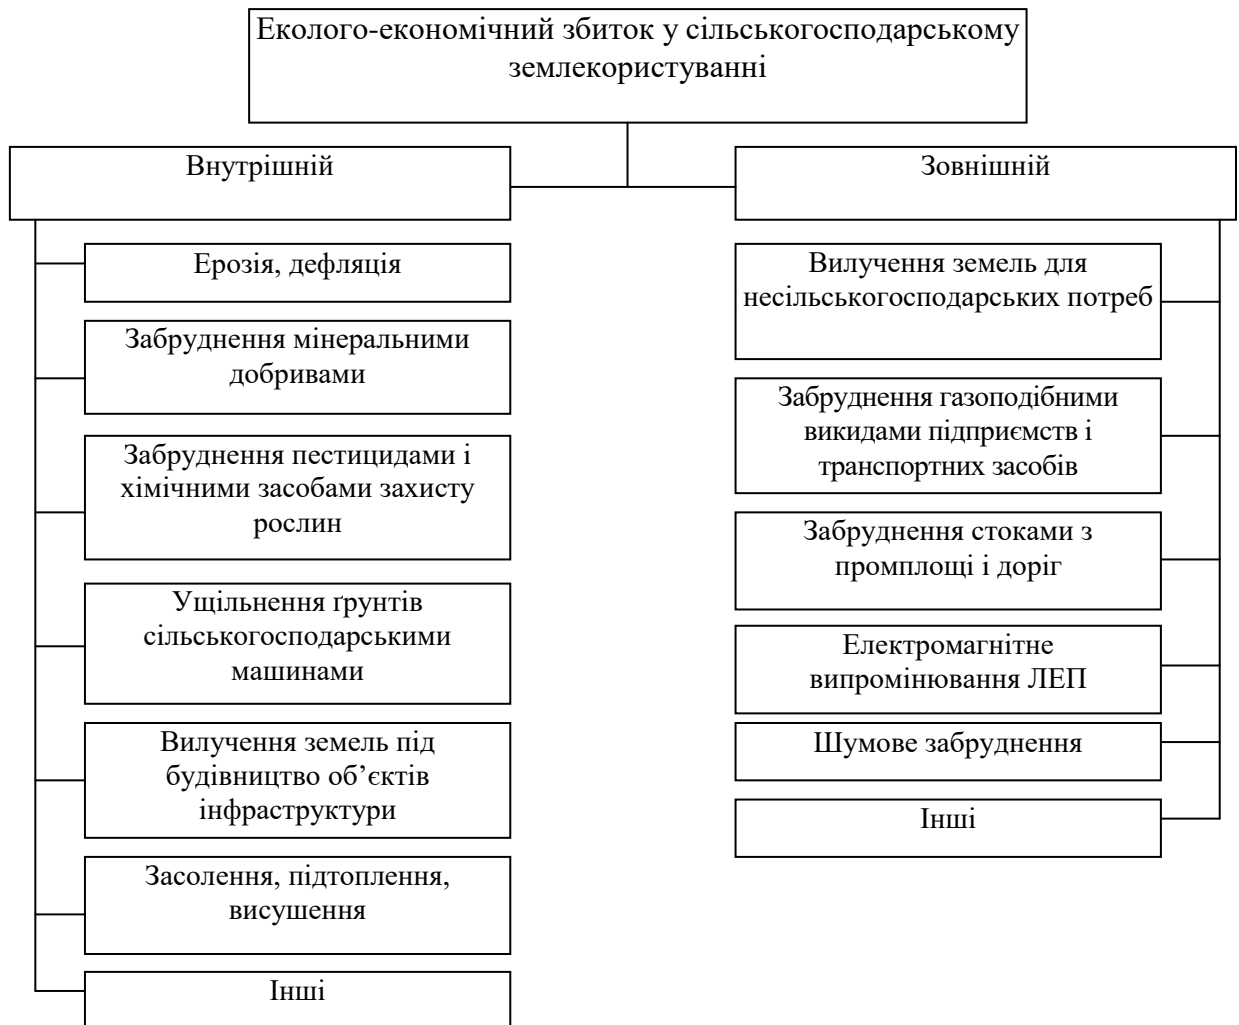 Еколого-економічний збиток у сільськогосподарському
землекористуванні
Внутрішній
Ерозія, дефляція
Забруднення мінеральними
добривами
Забруднення пестицидами і
хімічними засобами захисту
рослин
Ущільнення ґрунтів
сільськогосподарськими
машинами
Вилучення земель під
будівництво об’єктів
інфраструктури
Засолення, підтоплення,
висушення
Інші
Зовнішній
Вилучення земель для
несільськогосподарських потреб
Забруднення газоподібними
викидами підприємств і
транспортних засобів
Забруднення стоками з
промплощі і доріг
Електромагнітне
випромінювання ЛЕП
Шумове забруднення
Інші